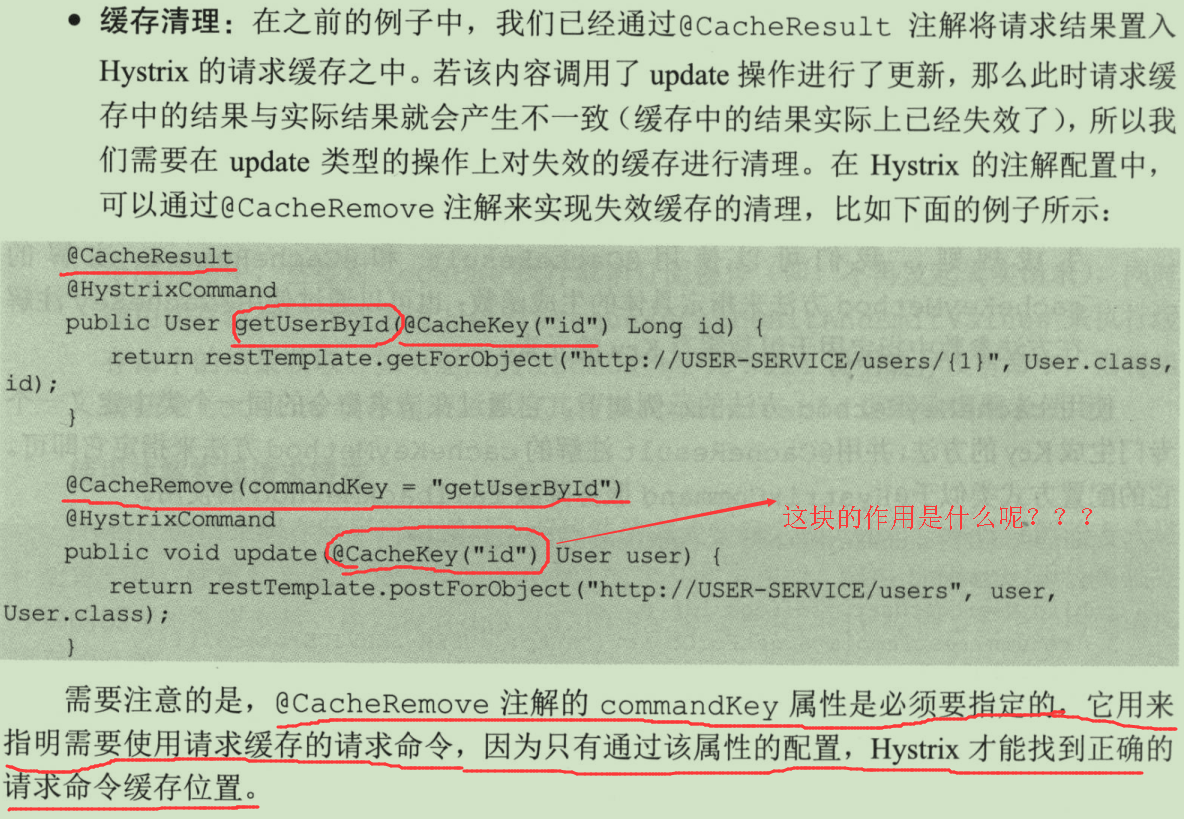 • 缓存清理：在之前的例子中，我们已经通过@CacheResult 注解将请求结果置入
Hystrix 的请求缓存之中。若该内容调用了 update 操作进行了更新，那么此时请求缓
存中的结果与实际结果就会产生不一致（缓存中的结果实际上已经失效了），所以我
们需要在 update 类型的操作上对失效的缓存进行清理。在 Hystrix 的注解配置中，
可以通过@CacheRemove 注解来实现失效缓存的清理，比如下面的例子所示：
@CacheResult
@HystrixCommand
public User getUserById(@CacheKey("id") Long id) {
return restTemplate.getForObject("http://USER-SERVICE/users/{1}", User.class,
id);
}
@CacheRemove(commandKey = "getUserById")
@HystrixCommand
这块的作用是什么呢？？？
public void update(@CacheKey("id") User user) {
return restTemplate.postForObject("http://USER-SERVICE/users", user,
User.class);
}
需要注意的是，@CacheRemove 注解的 commandKey 属性是必须要指定的，它用来
指明需要使用请求缓存的请求命令，因为只有通过该属性的配置，Hystrix 才能找到正确的
请求命令缓存位置。